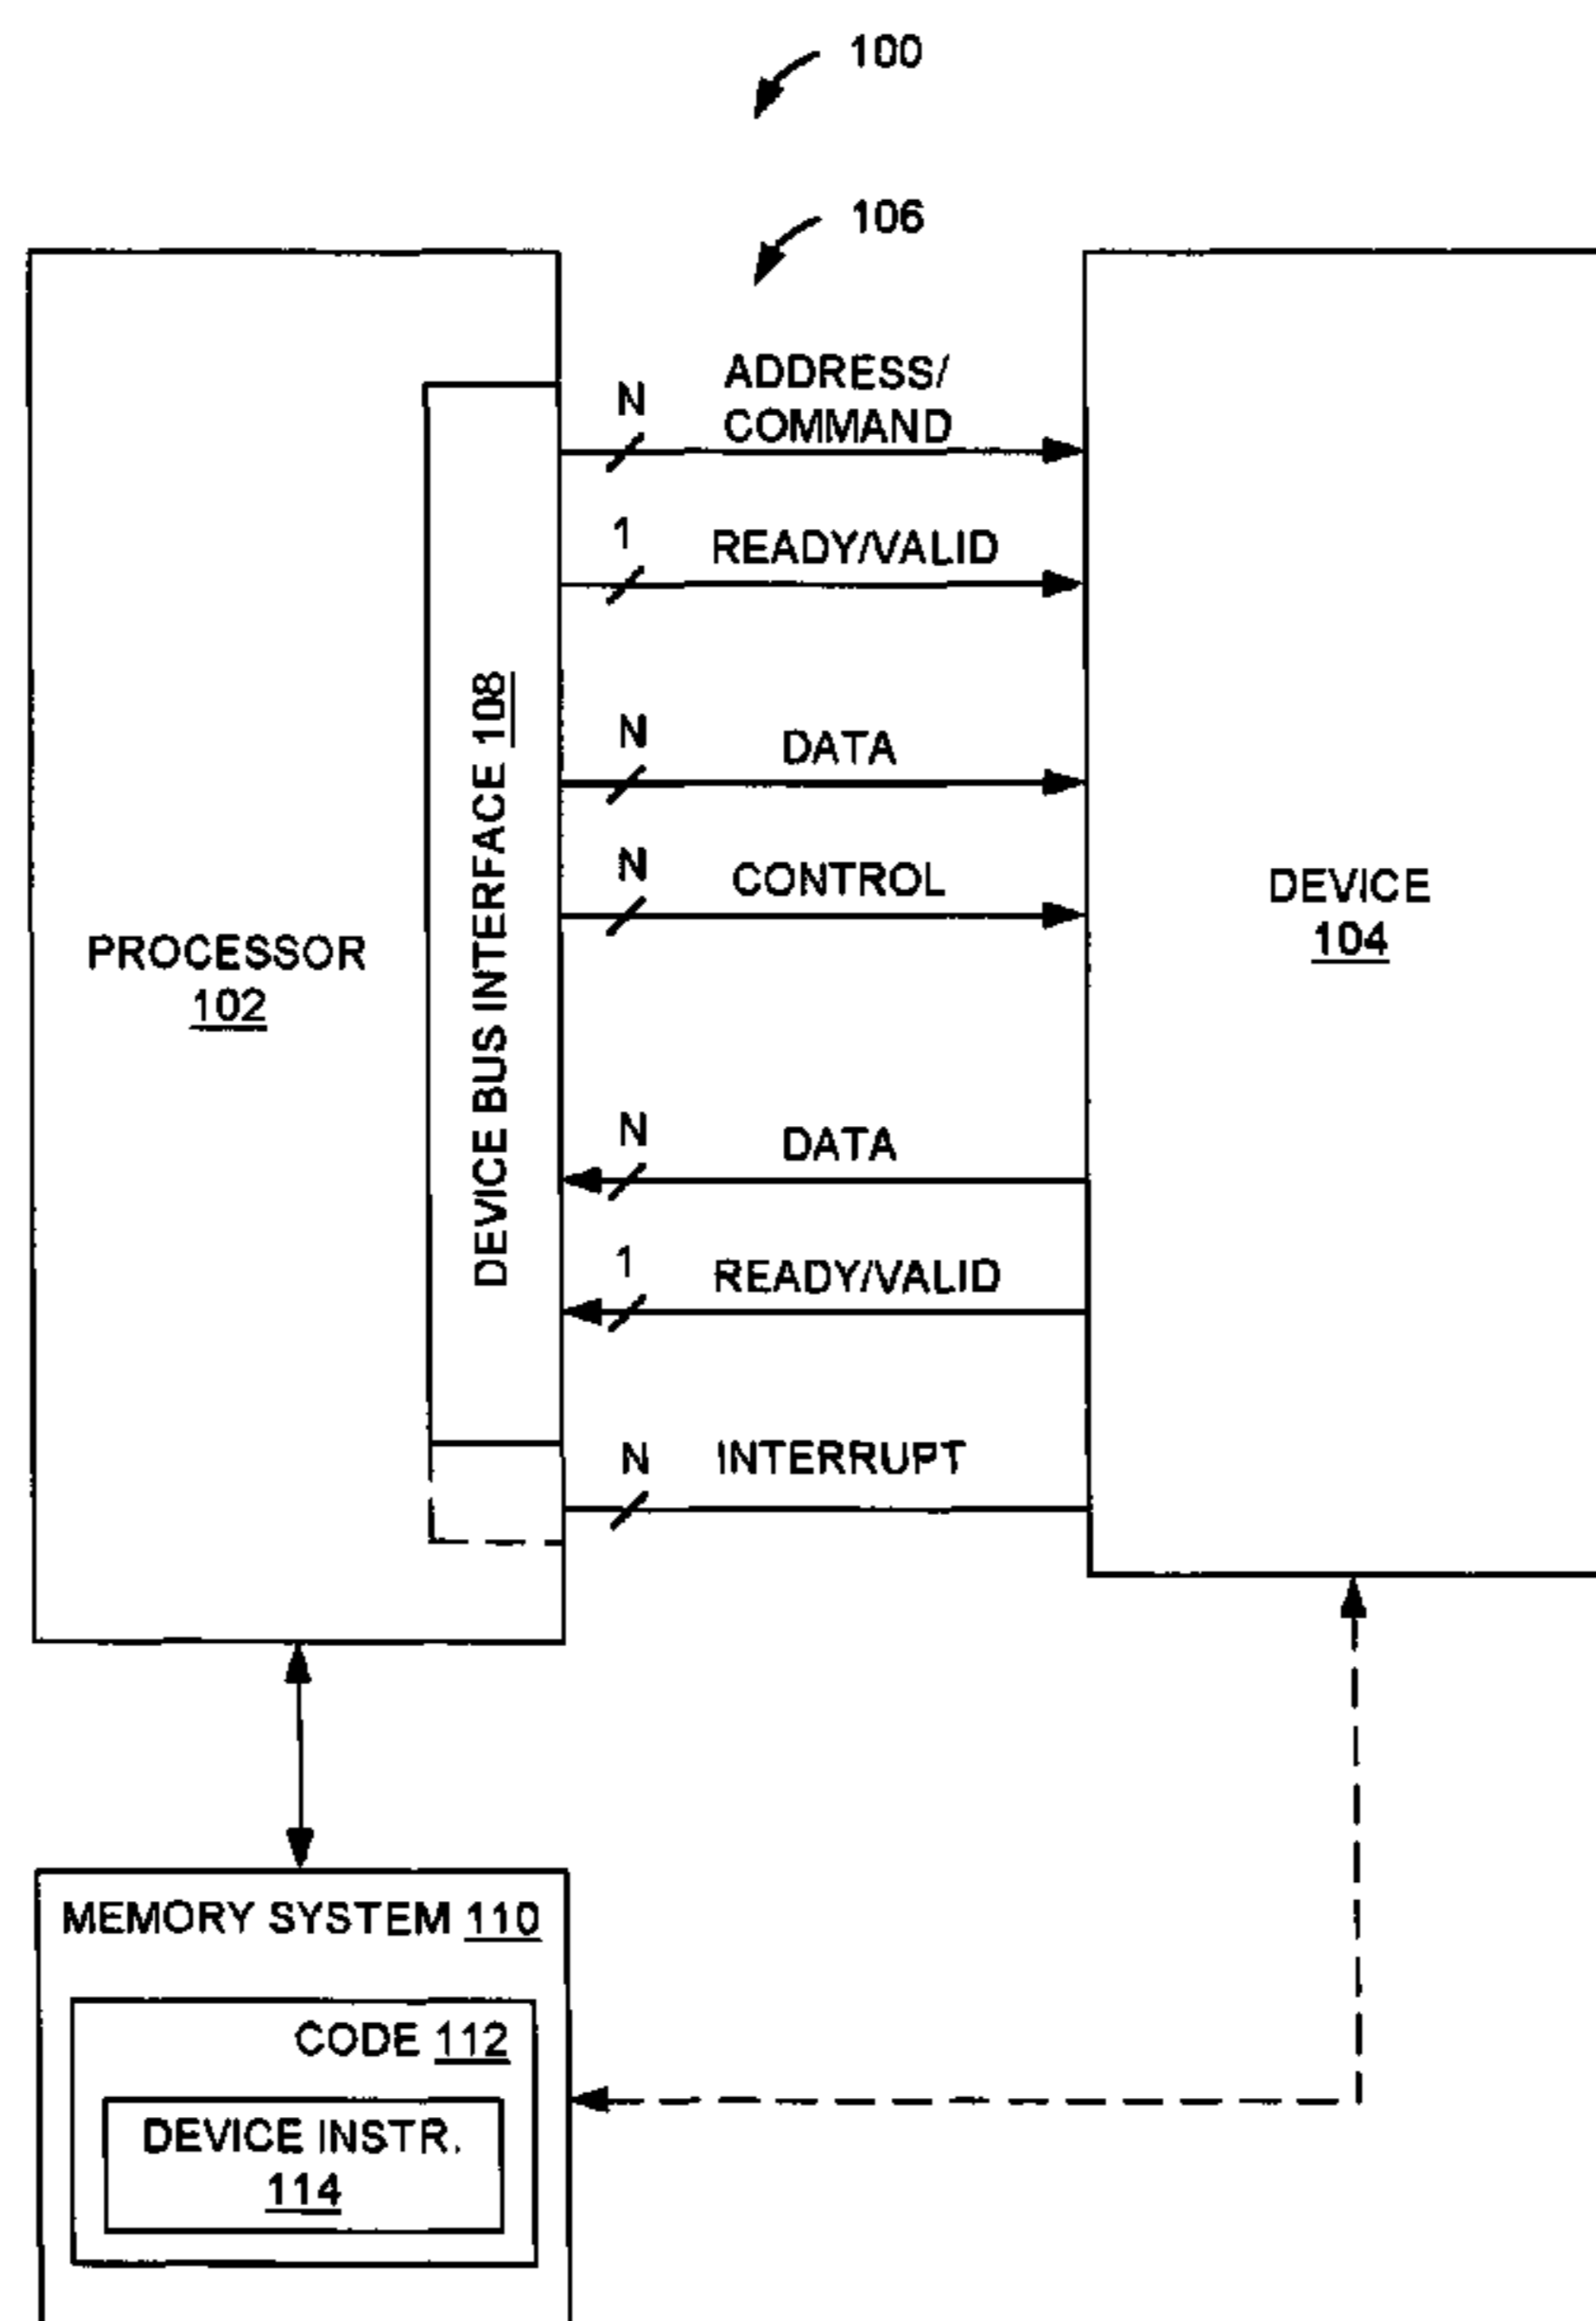 100
106
N
ADDRESS/
COMMAND
1
READY/VALID
N
DATA
N
CONTROL
DEVICE BUS INTERFACE 108
PROCESSOR
102
DEVICE
104
N
DATA
1
READY/VALID
N
INTERRUPT
MEMORY SYSTEM 110
CODE 112
DEVICE INSTR.
114